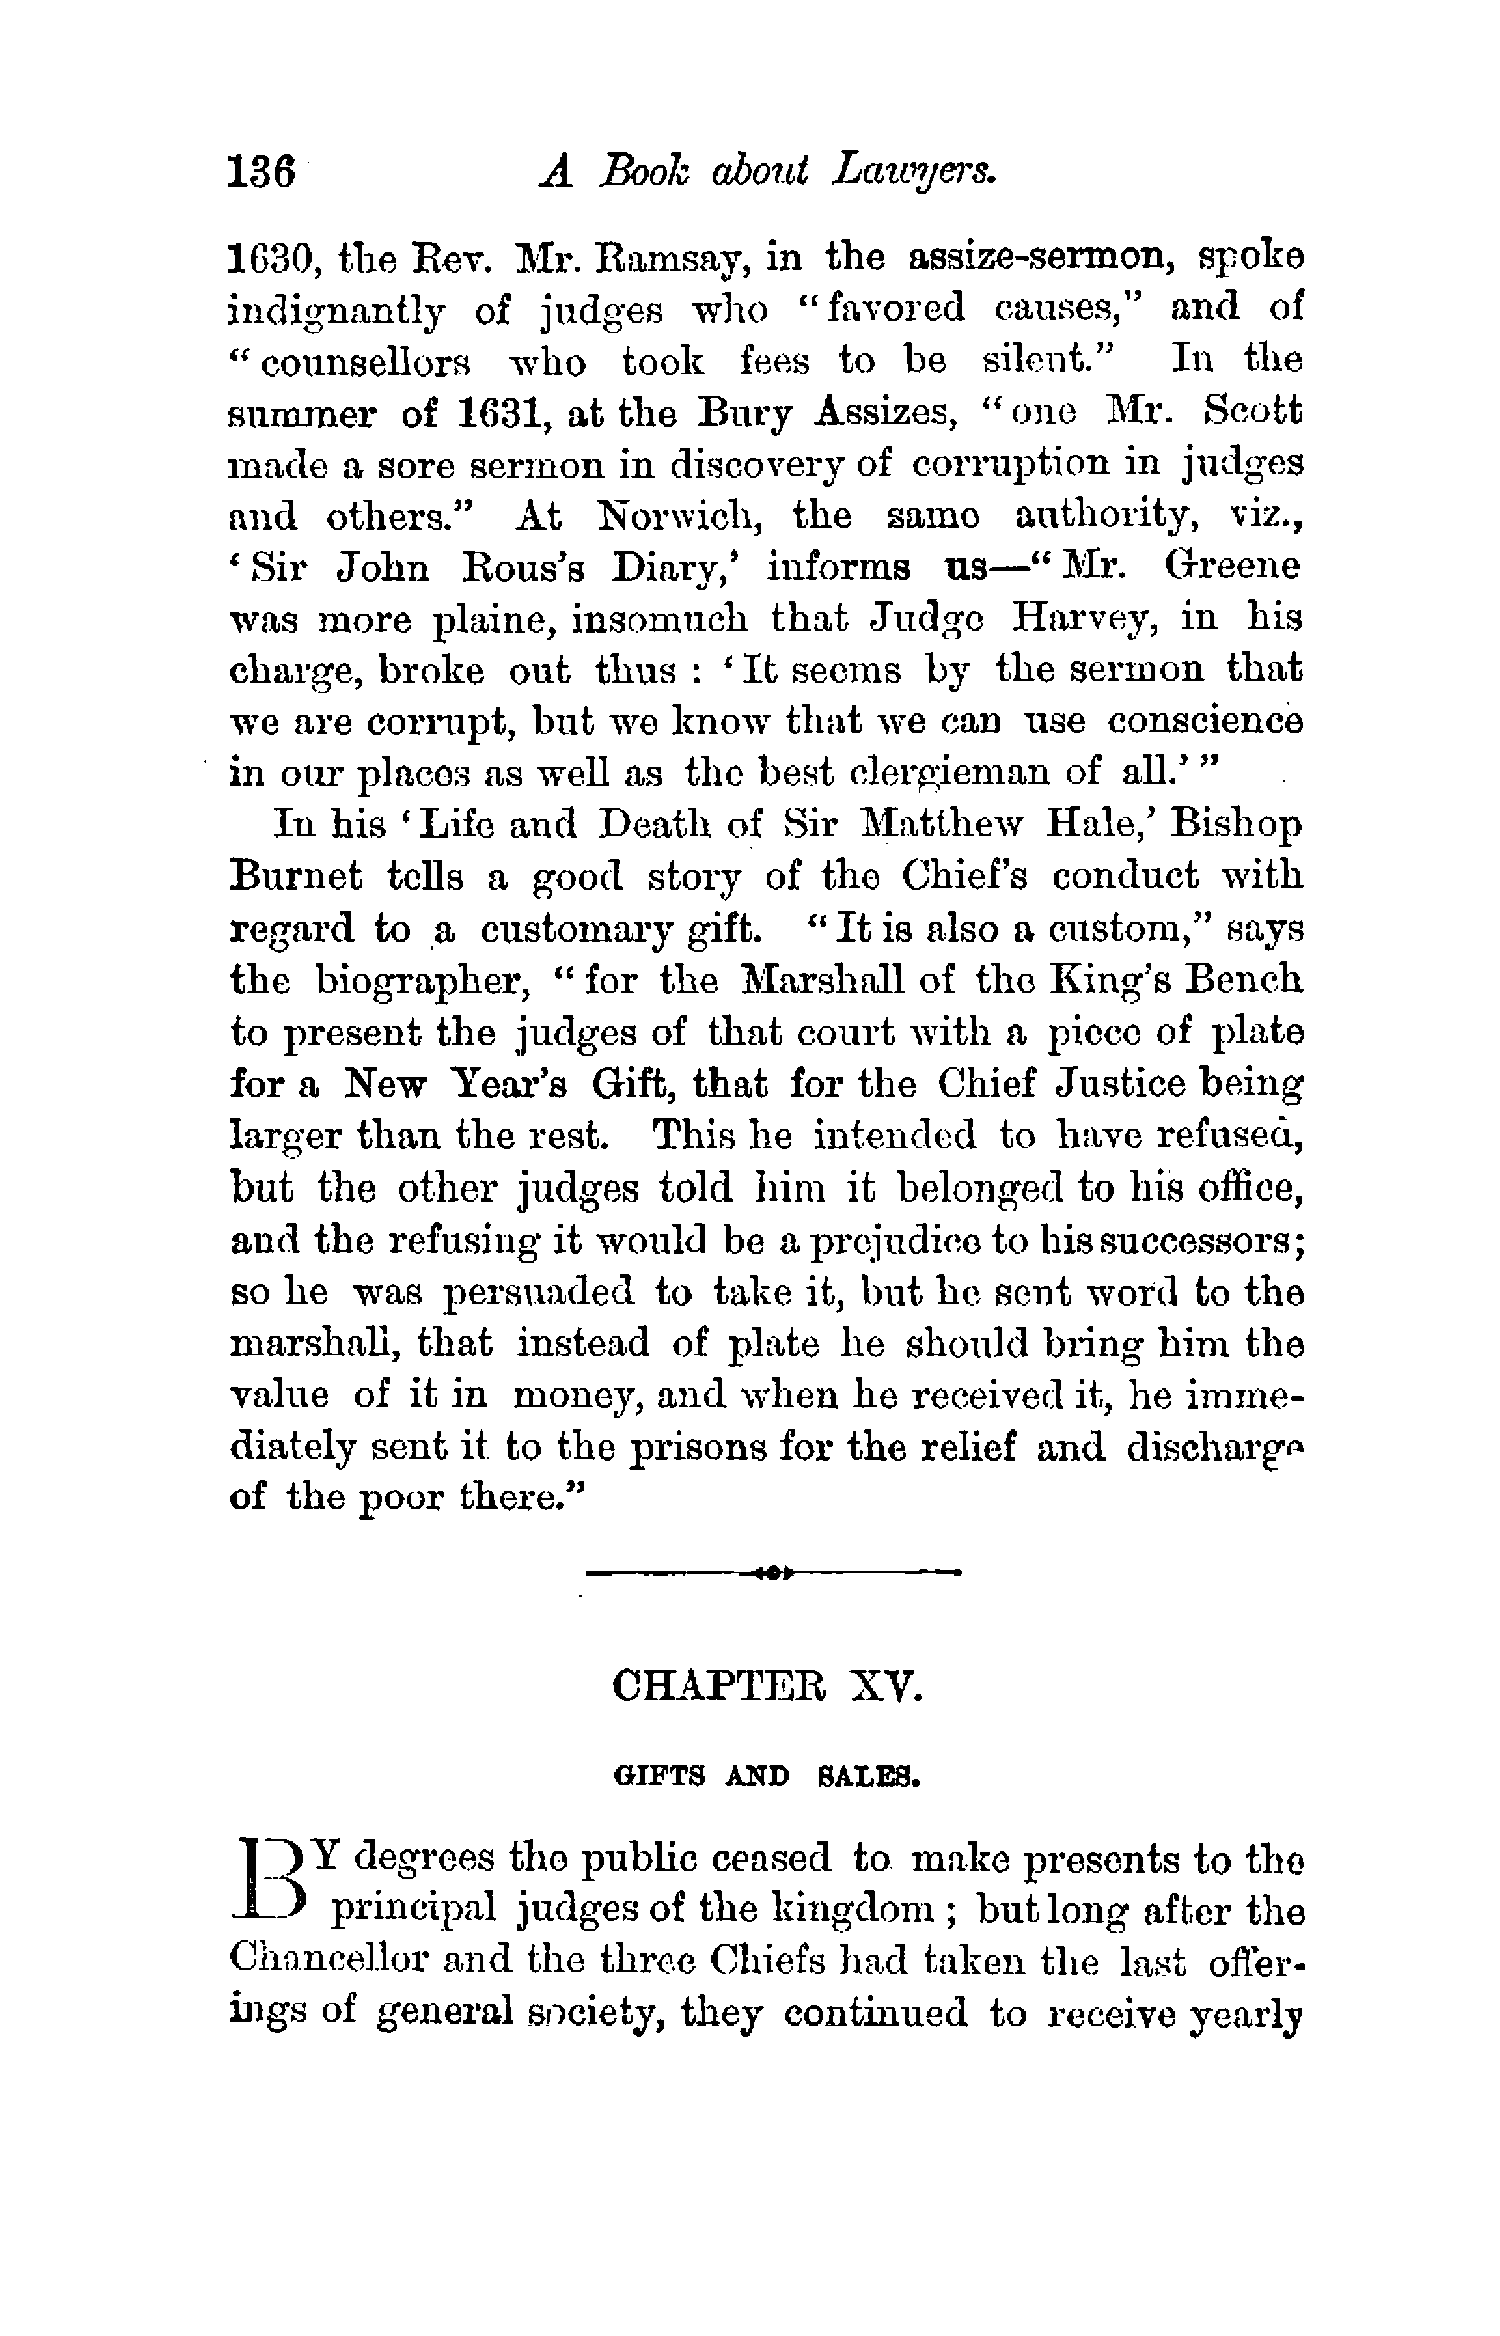 136 A Book about Lawyers.
1630, the Rev. Mr. Ramsay, in the assize-sermon, spoke
indignantly of judges who “favored causes,” and of
“counsellors who took fees to be silent.” In the
summer of 1631, at the Bury Assizes, “one Mr. Scott
made a sore sermon in discovery of corruption in judges
and others.” At Norwich, the same authority, viz.,
‘Sir John Rous’s Diary,’ informs us—“Mr. Greene
was more plaine, insomuch that Judge Harvey, in his
charge, broke out thus : ‘It seems by the sermon that
we are corrupt, but we know that we can use conscience
in our places as well as the best clergieman of all.’”
In his ‘Life and Death of Sir Matthew Hale,’ Bishop
Burnet tells a good story of the Chief’s conduct with
regard to a customary gift. “It is also a custom,” says
the biographer, “for the Marshall of the King’s Bench
to present the judges of that court with a piece of plate
for a New Year’s Gift, that for the Chief Justice being
larger than the rest. This he intended to have refused,
but the other judges told him it belonged to his office,
and the refusing it would be a prejudice to his successors;
so he was persuaded to take it, but he sent word to the
marshall, that instead of plate he should bring him the
value of it in money, and when he received it, he imme-
diately sent it to the prisons for the relief and discharge
of the poor there.”
CHAPTER XV.
GIFTS AND SALES.
BY degrees the public ceased to make presents to the
principal judges of the kingdom ; but long after the
Chancellor and the three Chiefs had taken the last offer-
ings of general society, they continued to receive yearly